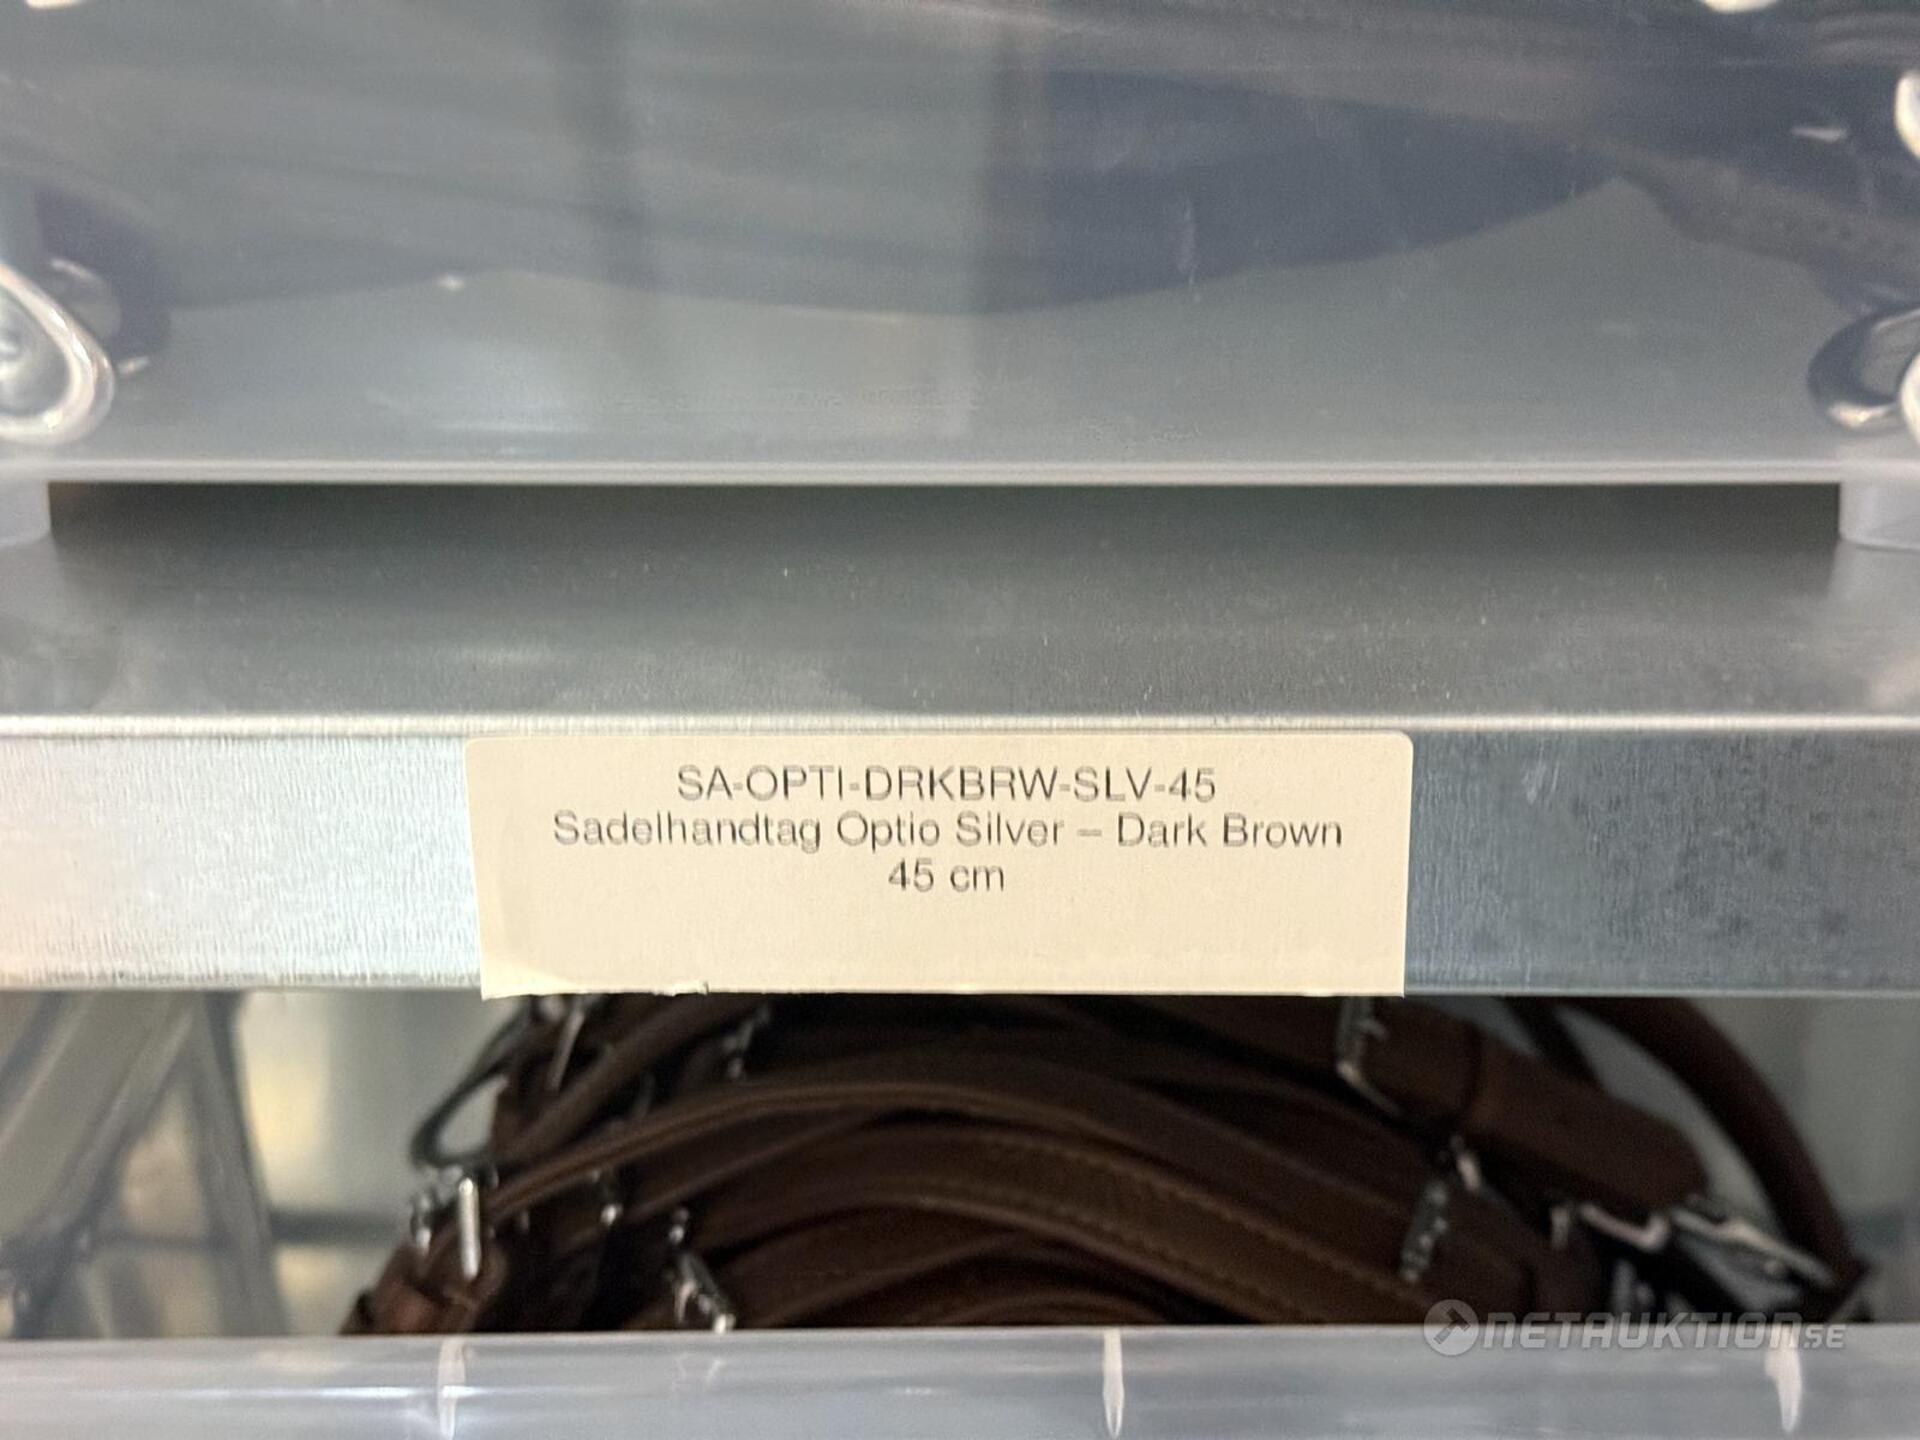 SA-OPTI-DRKBRW-SLV-45
Sadelhandtag Optio Silver – Dark Brown
45 cm
NETAUKTION.SE